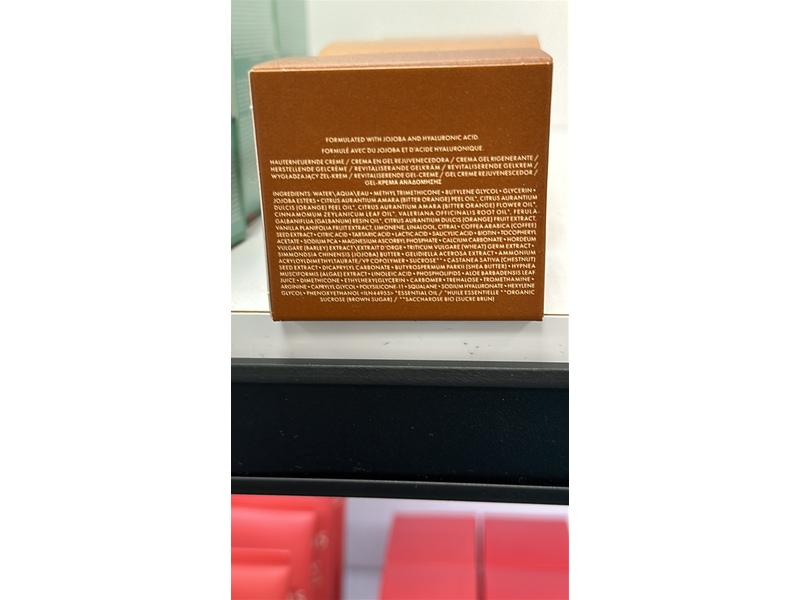 FORMULATED WITH JOJOBA AND HYALURONIC ACID.
FORMULÉ AVEC DU JOJOBA ET D'ACIDE HYALURONIQUE.
HAUTERNEUERNDE CREME / CREMA EN GEL REJUVENECEDORA / CREMA GEL RIGENERANTE /
HERSTELLENDE GELCRÈME / REVITALISERANDE GELKRÄM / REVITALISERENDE GELKREM /
WYGŁADZAJĄCY ŻEL-KREM / REVITALISERENDE GEL-CREME / GEL CREME REJUVENESCEDOR /
GEL-ΚΡΕΜΑ ΑΝΑΔΟΜΗΣΗΣ
INGREDIENTS: WATER\AQUA\EAU • METHYL TRIMETHICONE • BUTYLENE GLYCOL • GLYCERIN •
JOJOBA ESTERS • CITRUS AURANTIUM AMARA (BITTER ORANGE) PEEL OIL*, CITRUS AURANTIUM
DULCIS (ORANGE) PEEL OIL*, CITRUS AURANTIUM AMARA (BITTER ORANGE) FLOWER OIL*,
CINNAMOMUM ZEYLANICUM LEAF OIL*, VALERIANA OFFICINALIS ROOT OIL*, FERULA
GALBANIFLUA (GALBANUM) RESIN OIL*, CITRUS AURANTIUM DULCIS (ORANGE) FRUIT EXTRACT,
VANILLA PLANIFOLIA FRUIT EXTRACT, LIMONENE, LINALOOL, CITRAL • COFFEA ARABICA (COFFEE)
SEED EXTRACT • CITRIC ACID • TARTARIC ACID • LACTIC ACID • SALICYLIC ACID • BIOTIN • TOCOPHERYL
ACETATE • SODIUM PCA • MAGNESIUM ASCORBYL PHOSPHATE • CALCIUM CARBONATE • HORDEUM
VULGARE (BARLEY) EXTRACT\EXTRAIT D'ORGE • TRITICUM VULGARE (WHEAT) GERM EXTRACT •
SIMMONDSIA CHINENSIS (JOJOBA) BUTTER • GELIDIELLA ACEROSA EXTRACT • AMMONIUM
ACRYLOYLDIMETHYLTAURATE/VP COPOLYMER • SUCROSE** • CASTANEA SATIVA (CHESTNUT)
SEED EXTRACT • DICAPRYLYL CARBONATE • BUTYROSPERMUM PARKII (SHEA BUTTER) • HYPNEA
MUSCIFORMIS (ALGAE) EXTRACT • LINOLEIC ACID • PHOSPHOLIPIDS • ALOE BARBADENSIS LEAF
JUICE • DIMETHICONE • ETHYLHEXYLGLYCERIN • CARBOMER • TREHALOSE • TROMETHAMINE •
ARGININE • CAPRYLYL GLYCOL • POLYSILICONE-11 • SQUALANE • SODIUM HYALURONATE • HEXYLENE
GLYCOL • PHENOXYETHANOL <ILN44955> *ESSENTIAL OIL / *HUILE ESSENTIELLE **ORGANIC
SUCROSE (BROWN SUGAR) / **SACCHAROSE BIO (SUCRE BRUN)